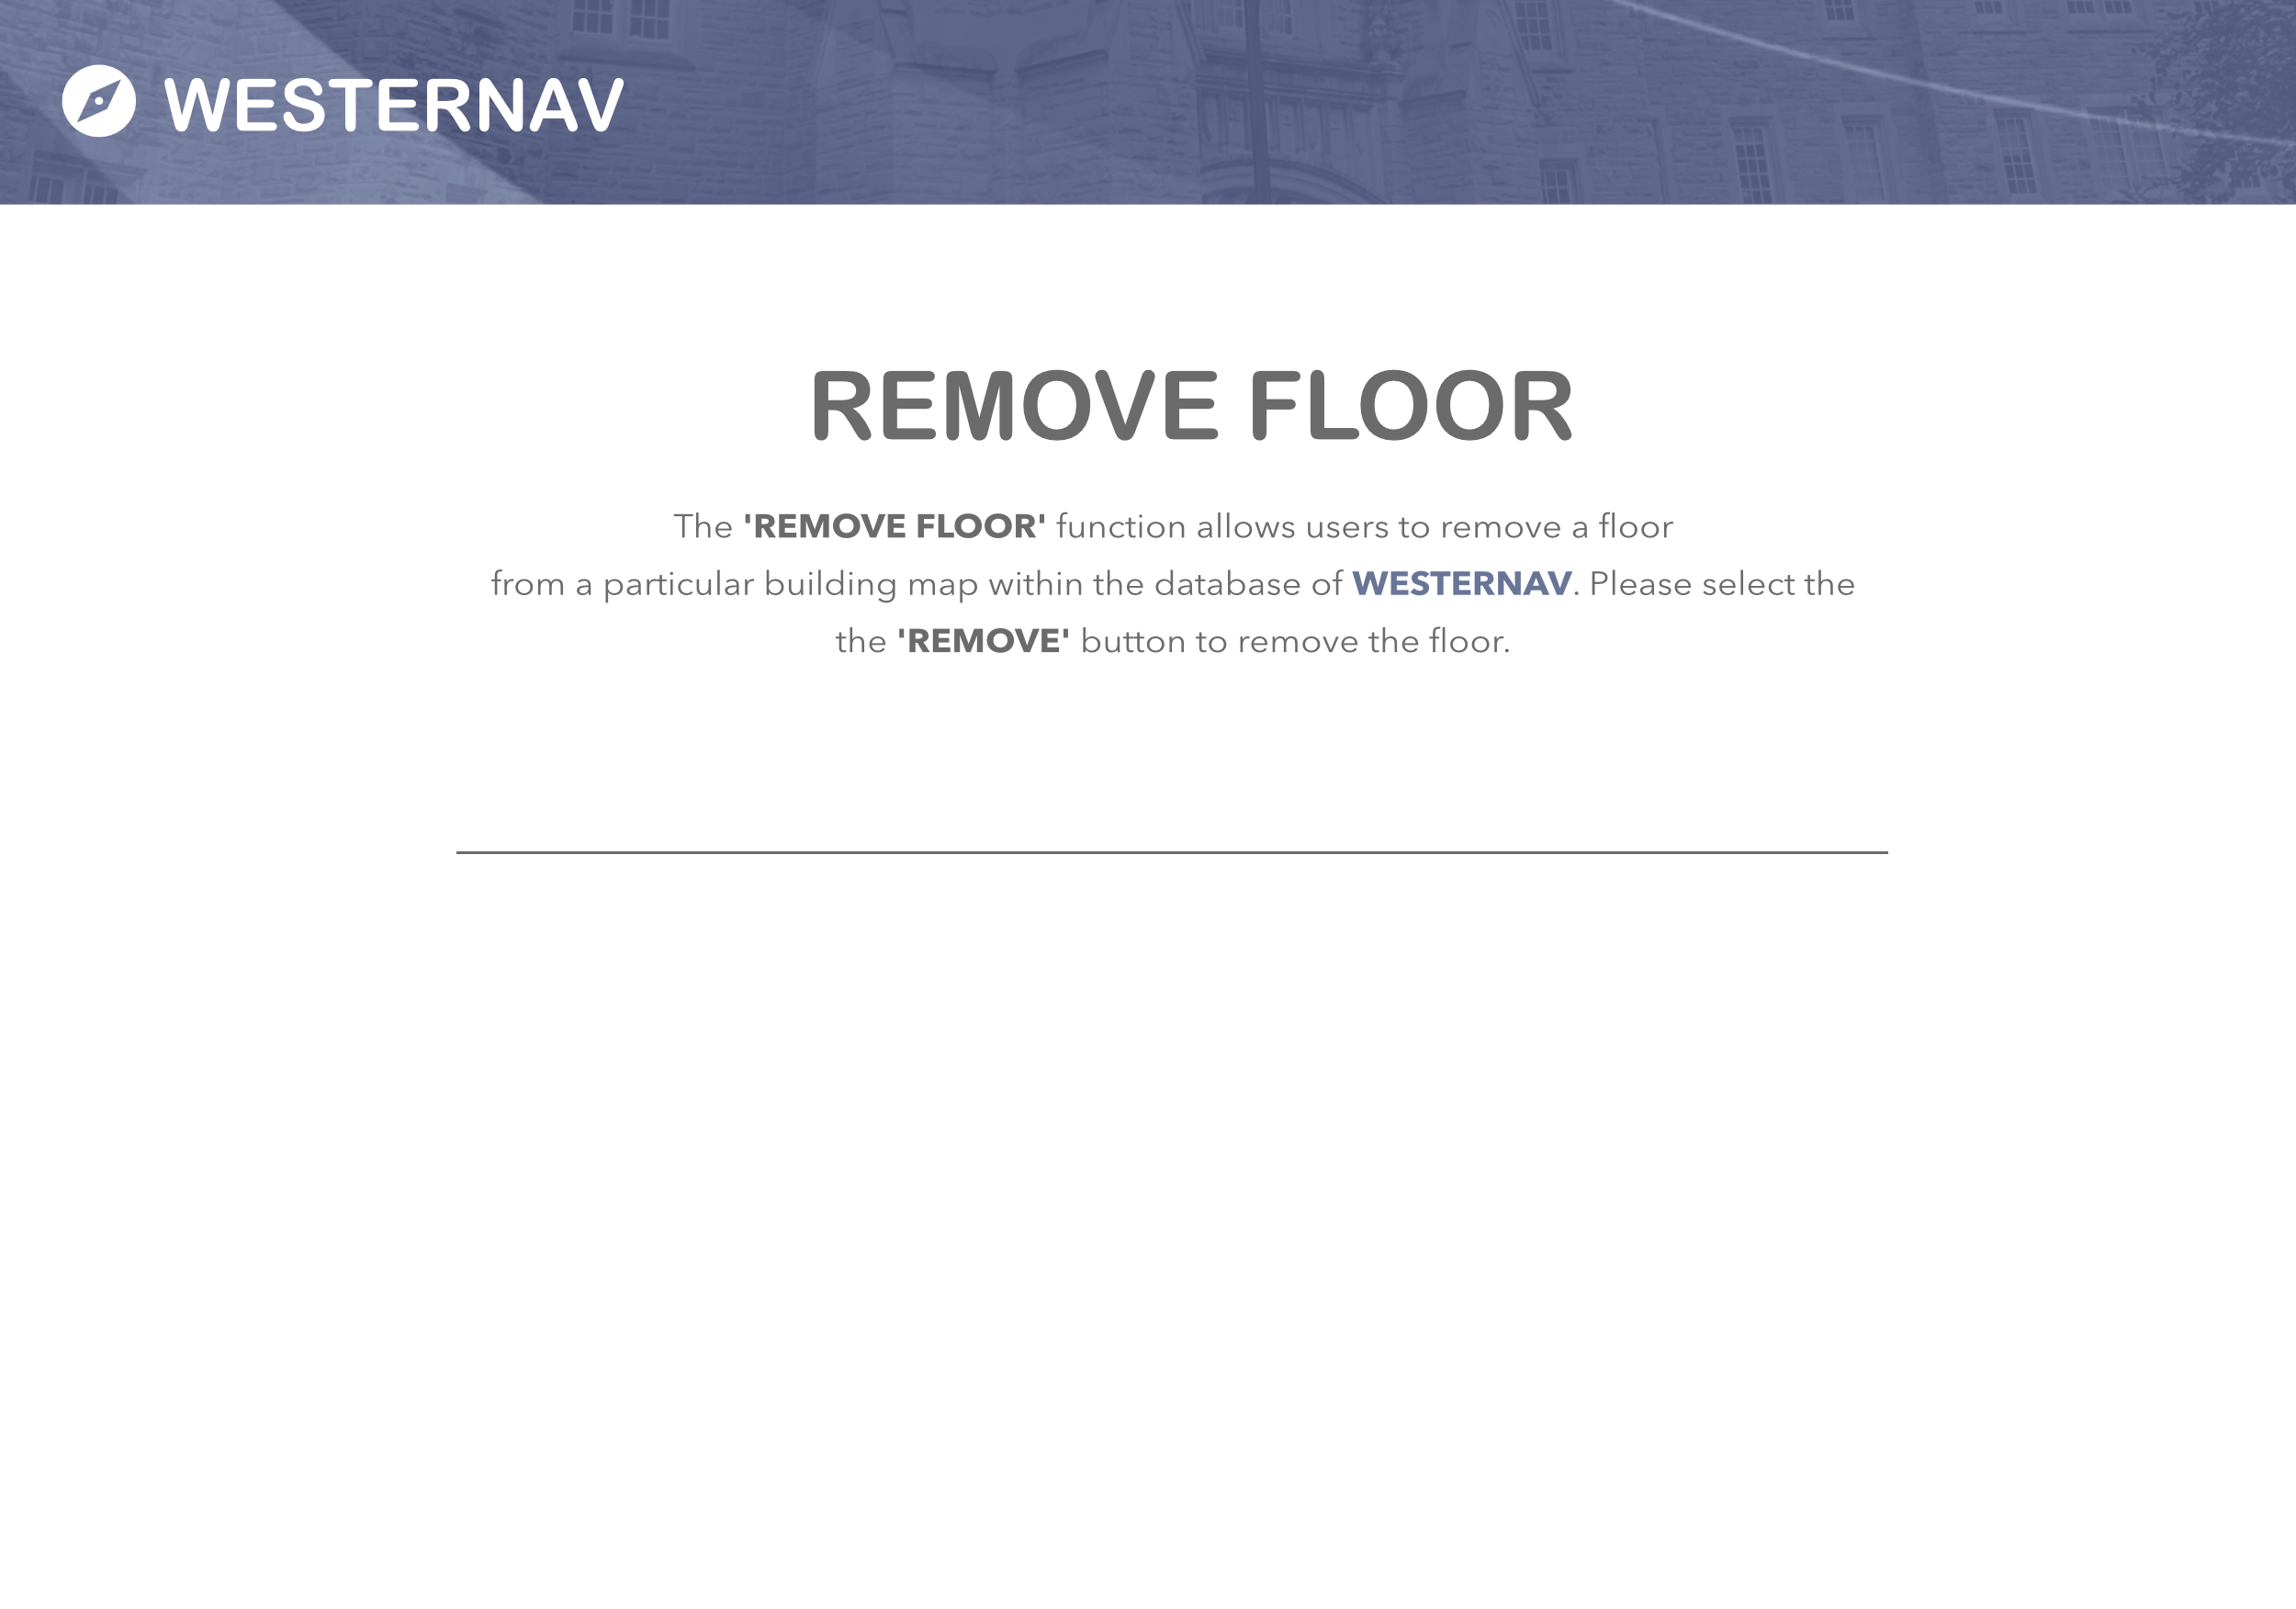 WESTERNAV
REMOVE FLOOR
The 'REMOVE FLOOR' function allows users to remove a floor
from a particular building map within the database of WESTERNAV. Please select the
the 'REMOVE' button to remove the floor.